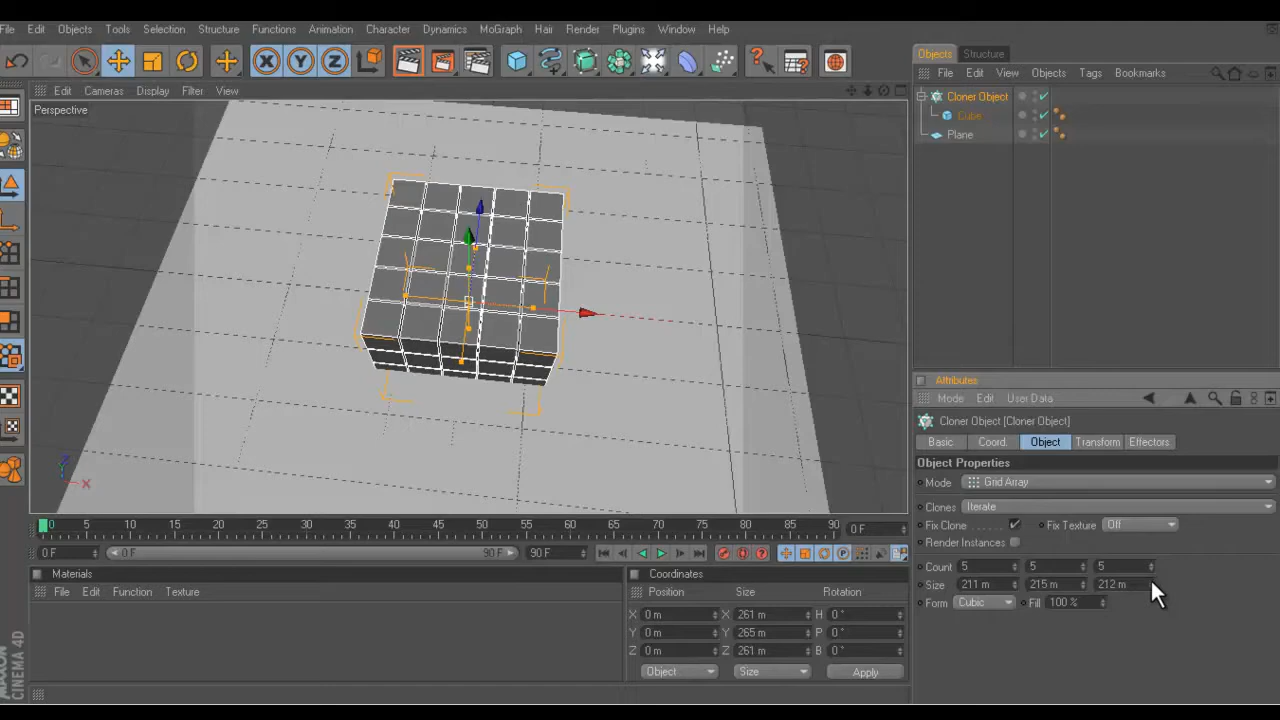 File Edit Objects Tools Selection Structure Functions Animation Character Dynamics MoGraph Hair Render Plugins Window Help
X Y Z
Objects Structure
File Edit View Objects Tags Bookmarks
Edit Cameras Display Filter View
Perspective
Cloner Object
Cube
Plane
Y
X
Attributes
Mode Edit User Data
Cloner Object [Cloner Object]
Basic Coord. Object Transform Effectors
Object Properties
Mode Grid Array
Clones Iterate
Fix Clone . . . . . Fix Texture Off
Render Instances
Count 5 5 5
Size 211 m 215 m 212 m
Form Cubic Fill 100 %
0 5 10 15 20 25 30 35 40 45 50 55 60 65 70 75 80 85 90 0 F
0 F 0 F 90 F 90 F
Materials
File Edit Function Texture
Coordinates
Position Size Rotation
X 0 m X 261 m H 0 °
Y 0 m Y 265 m P 0 °
Z 0 m Z 261 m B 0 °
Object Size Apply
MAXON
CINEMA 4D